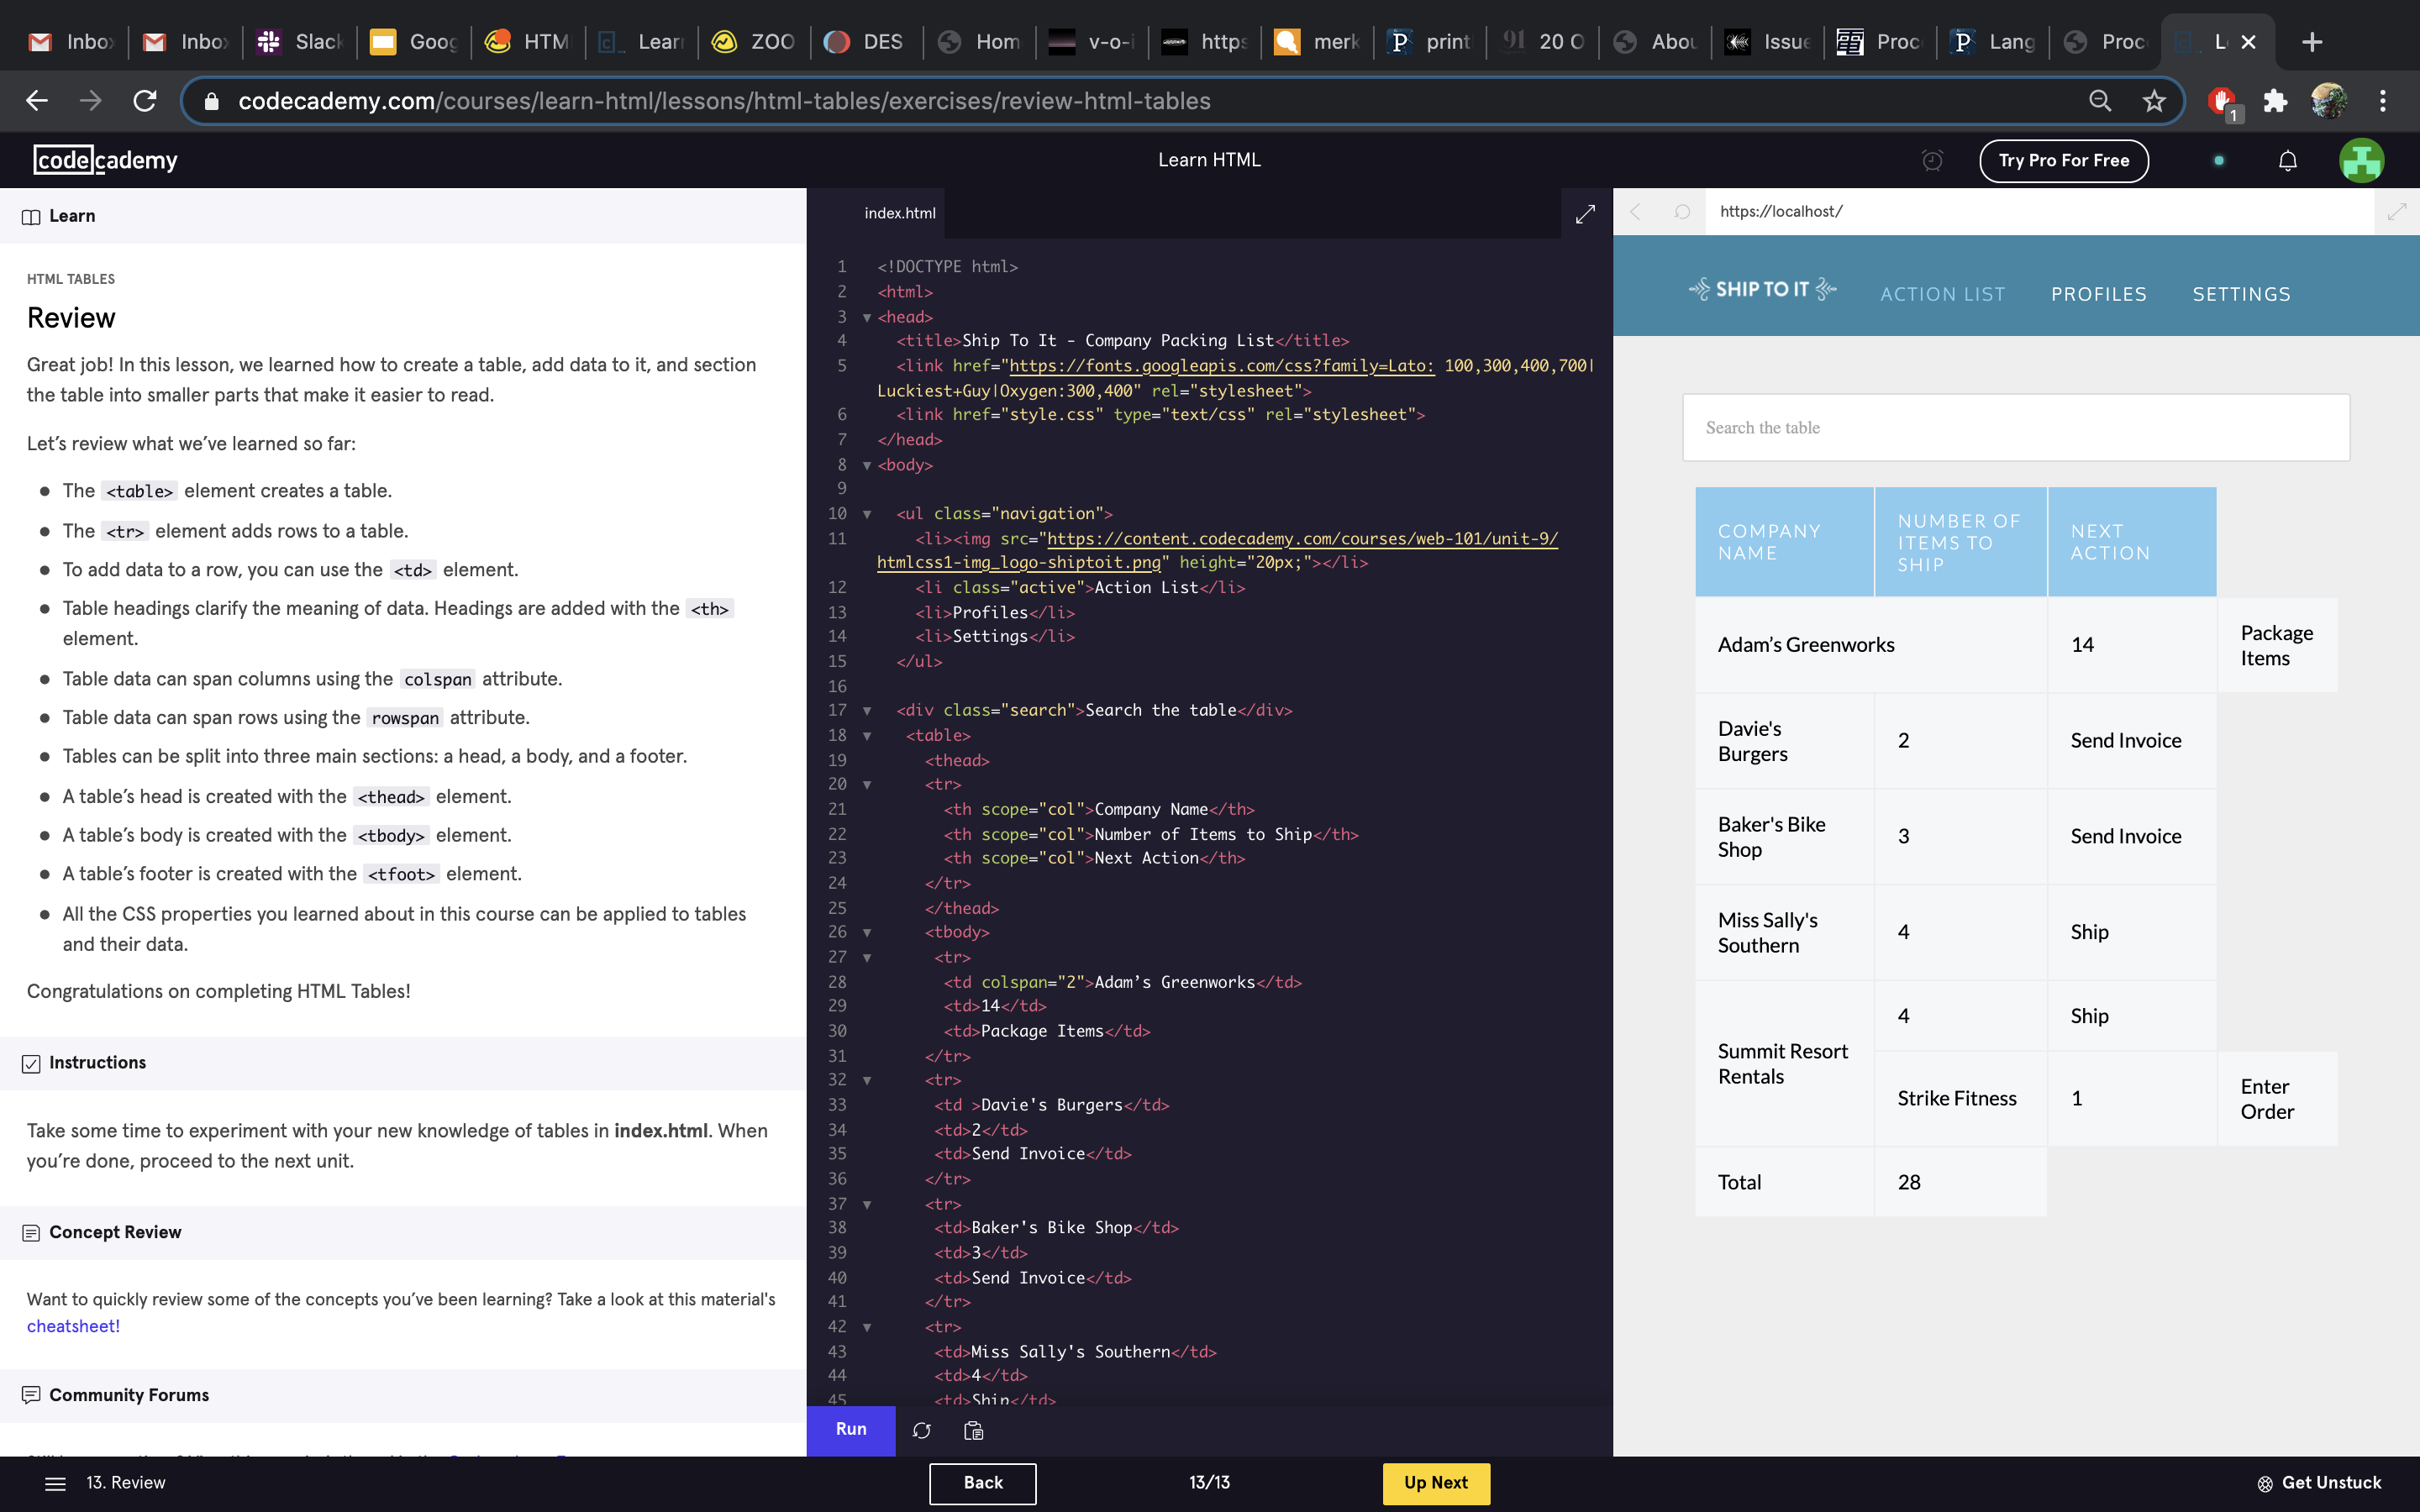 Inbox
Inbox
Slack
Goog
HTM
Lear
ZOO
DES
Hom
v-o-i
https
merk
print
91 20 O
Abou
Issue
Proc
Lang
Proc
L
codecademy.com/courses/learn-html/lessons/html-tables/exercises/review-html-tables
1
codecademy
Learn HTML
Try Pro For Free
Learn
HTML TABLES
Review
Great job! In this lesson, we learned how to create a table, add data to it, and section
the table into smaller parts that make it easier to read.
Let’s review what we’ve learned so far:
The <table> element creates a table.
The <tr> element adds rows to a table.
To add data to a row, you can use the <td> element.
Table headings clarify the meaning of data. Headings are added with the <th>
element.
Table data can span columns using the colspan attribute.
Table data can span rows using the rowspan attribute.
Tables can be split into three main sections: a head, a body, and a footer.
A table’s head is created with the <thead> element.
A table’s body is created with the <tbody> element.
A table’s footer is created with the <tfoot> element.
All the CSS properties you learned about in this course can be applied to tables
and their data.
Congratulations on completing HTML Tables!
Instructions
Take some time to experiment with your new knowledge of tables in index.html. When
you’re done, proceed to the next unit.
Concept Review
Want to quickly review some of the concepts you’ve been learning? Take a look at this material's
cheatsheet!
Community Forums
index.html
1 <!DOCTYPE html>
2 <html>
3 <head>
4 <title>Ship To It - Company Packing List</title>
5 <link href="https://fonts.googleapis.com/css?family=Lato: 100,300,400,700|
Luckiest+Guy|Oxygen:300,400" rel="stylesheet">
6 <link href="style.css" type="text/css" rel="stylesheet">
7 </head>
8 <body>
9
10 <ul class="navigation">
11 <li><img src="https://content.codecademy.com/courses/web-101/unit-9/
htmlcss1-img_logo-shiptoit.png" height="20px;"></li>
12 <li class="active">Action List</li>
13 <li>Profiles</li>
14 <li>Settings</li>
15 </ul>
16
17 <div class="search">Search the table</div>
18 <table>
19 <thead>
20 <tr>
21 <th scope="col">Company Name</th>
22 <th scope="col">Number of Items to Ship</th>
23 <th scope="col">Next Action</th>
24 </tr>
25 </thead>
26 <tbody>
27 <tr>
28 <td colspan="2">Adam’s Greenworks</td>
29 <td>14</td>
30 <td>Package Items</td>
31 </tr>
32 <tr>
33 <td >Davie's Burgers</td>
34 <td>2</td>
35 <td>Send Invoice</td>
36 </tr>
37 <tr>
38 <td>Baker's Bike Shop</td>
39 <td>3</td>
40 <td>Send Invoice</td>
41 </tr>
42 <tr>
43 <td>Miss Sally's Southern</td>
44 <td>4</td>
45 <td>Ship</td>
Run
https://localhost/
SHIP TO IT
ACTION LIST
PROFILES
SETTINGS
Search the table
COMPANY
NAME
NUMBER OF
ITEMS TO
SHIP
NEXT
ACTION
Adam’s Greenworks
14
Package
Items
Davie's
Burgers
2
Send Invoice
Baker's Bike
Shop
3
Send Invoice
Miss Sally's
Southern
4
Ship
Summit Resort
Rentals
4
Ship
Strike Fitness
1
Enter
Order
Total
28
13. Review
Back
13/13
Up Next
Get Unstuck